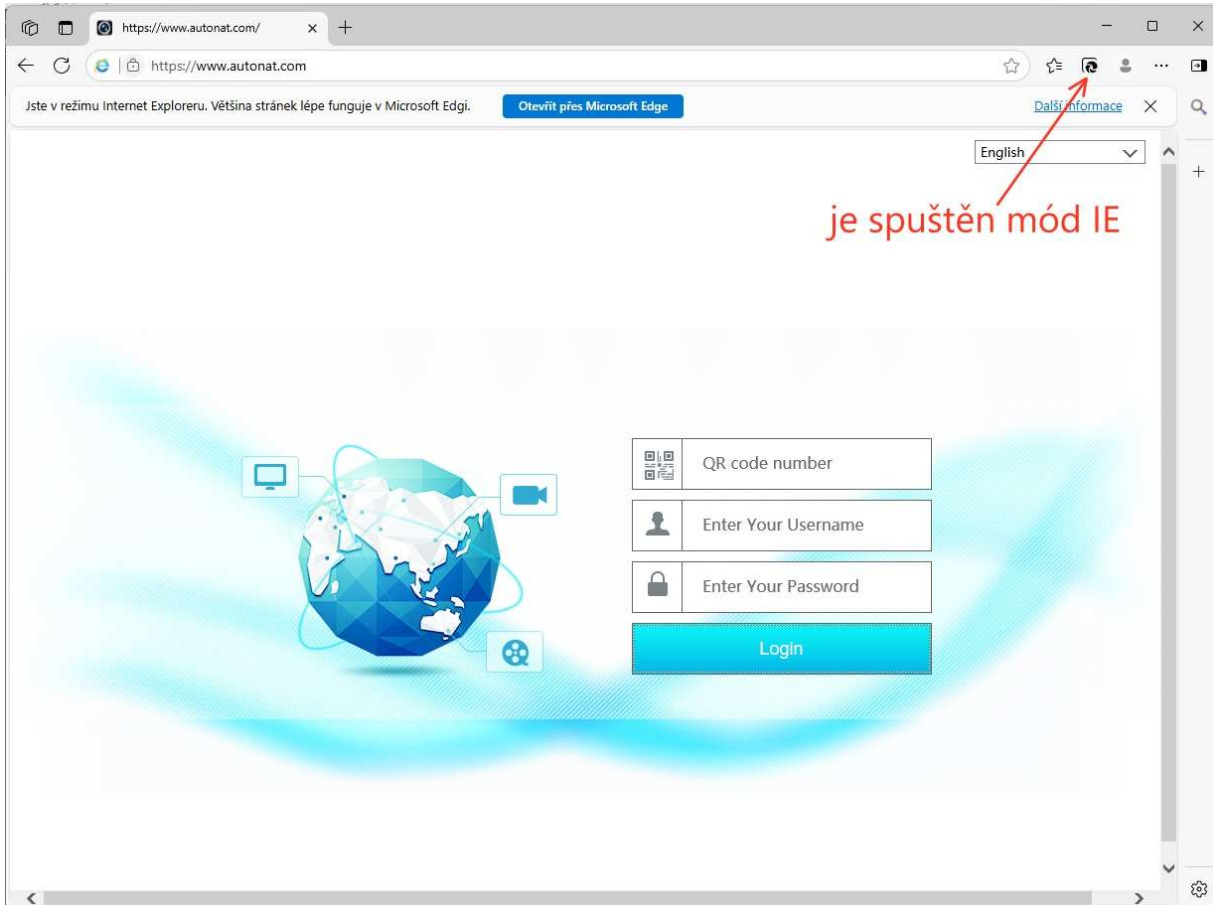 https://www.autonat.com/
https://www.autonat.com
Jste v režimu Internet Exploreru. Většina stránek lépe funguje v Microsoft Edgi.
Otevřít přes Microsoft Edge
Další informace
English
je spuštěn mód IE
QR code number
Enter Your Username
Enter Your Password
Login